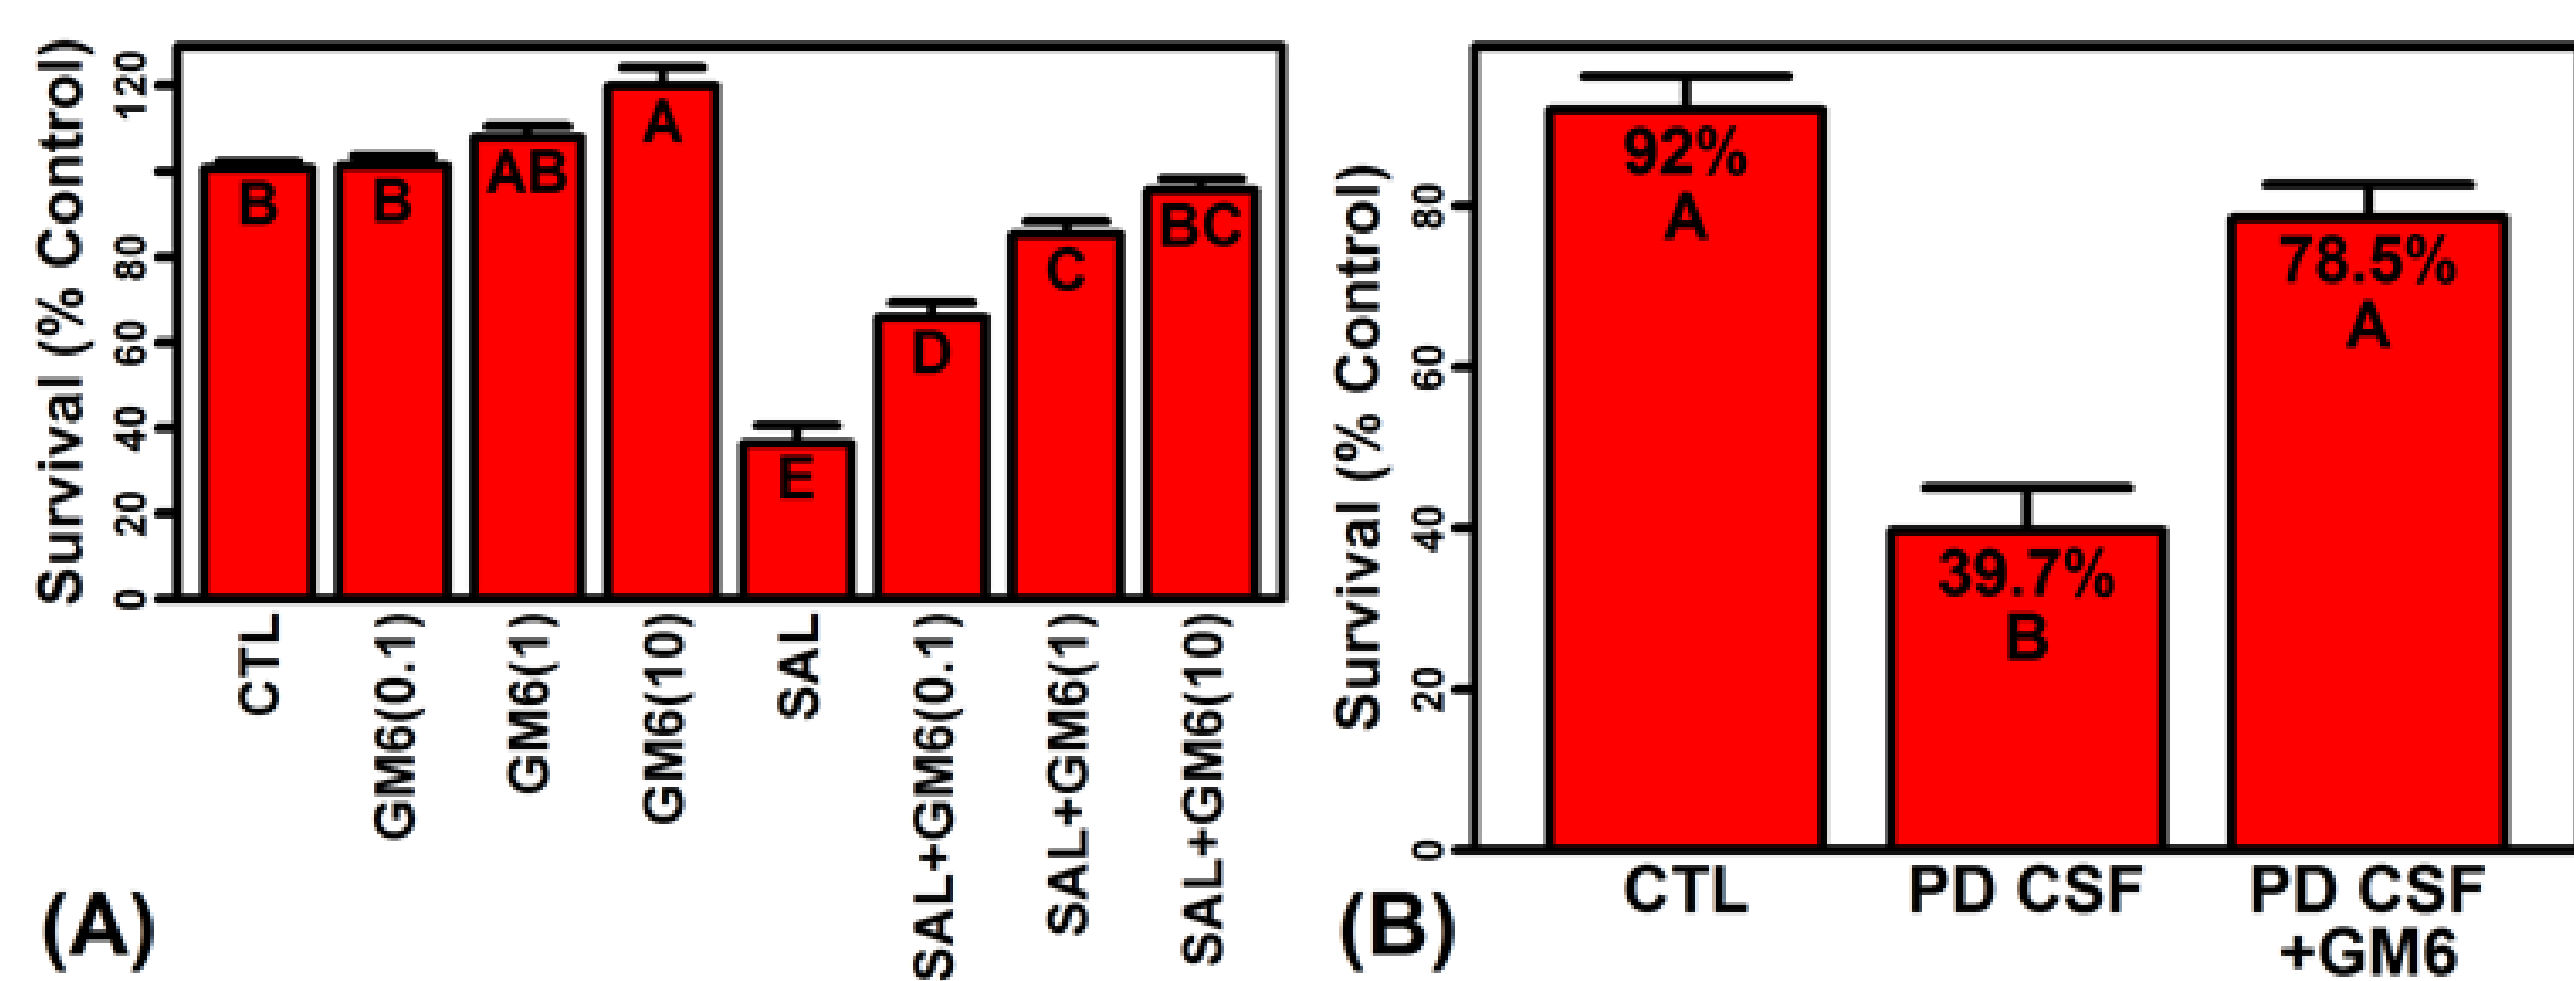 Survival (% Control)
120
80
60
40
20
0
B
B
AB
A
E
D
C
BC
CTL
GM6(0.1)
GM6(1)
GM6(10)
SAL
SAL+GM6(0.1)
SAL+GM6(1)
SAL+GM6(10)
(A)
Survival (% Control)
80
60
40
20
0
92%
A
39.7%
B
78.5%
A
CTL
PD CSF
PD CSF
+GM6
(B)